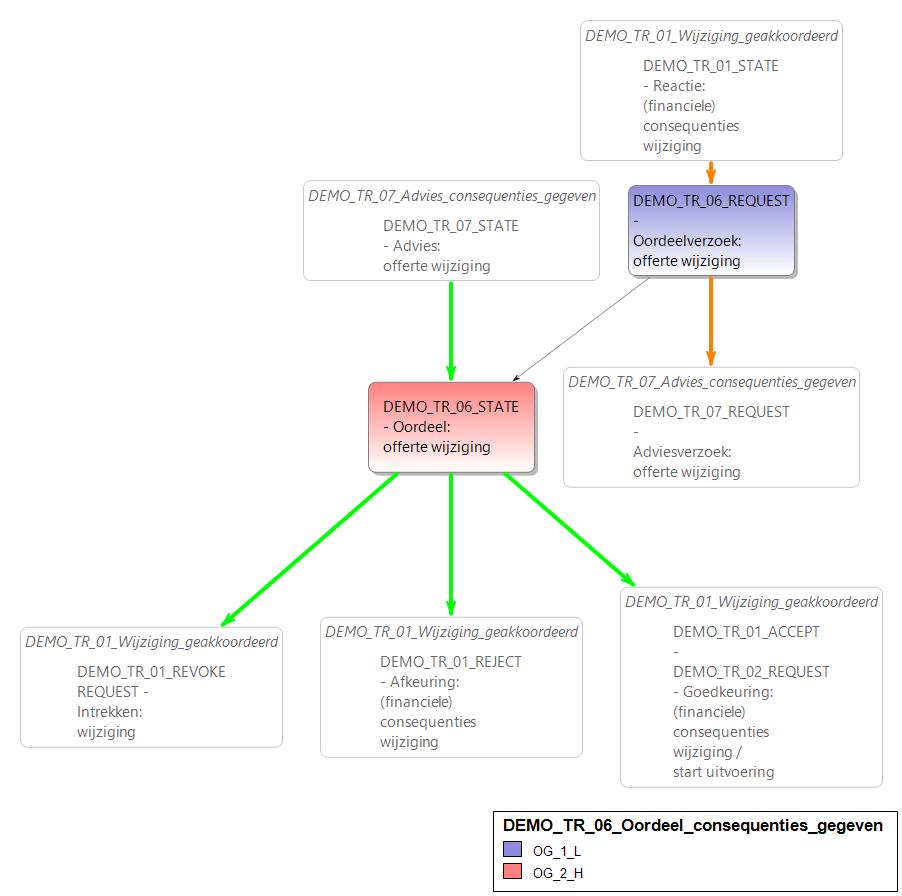 DEMO_TR_01_Wijziging_geakkoordeerd
DEMO_TR_01_STATE
- Reactie:
(financiele)
consequenties
wijziging
DEMO_TR_07_Advies_consequenties_gegeven
DEMO_TR_07_STATE
- Advies:
offerte wijziging
DEMO_TR_06_REQUEST
-
Oordeelverzoek:
offerte wijziging
DEMO_TR_06_STATE
- Oordeel:
offerte wijziging
DEMO_TR_07_Advies_consequenties_gegeven
DEMO_TR_07_REQUEST
-
Adviesverzoek:
offerte wijziging
DEMO_TR_01_Wijziging_geakkoordeerd
DEMO_TR_01_REVOKE
REQUEST -
Intrekken:
wijziging
DEMO_TR_01_Wijziging_geakkoordeerd
DEMO_TR_01_REJECT
- Afkeuring:
(financiele)
consequenties
wijziging
DEMO_TR_01_Wijziging_geakkoordeerd
DEMO_TR_01_ACCEPT
-
DEMO_TR_02_REQUEST
- Goedkeuring:
(financiele)
consequenties
wijziging /
start uitvoering
DEMO_TR_06_Oordeel_consequenties_gegeven
OG_1_L
OG_2_H